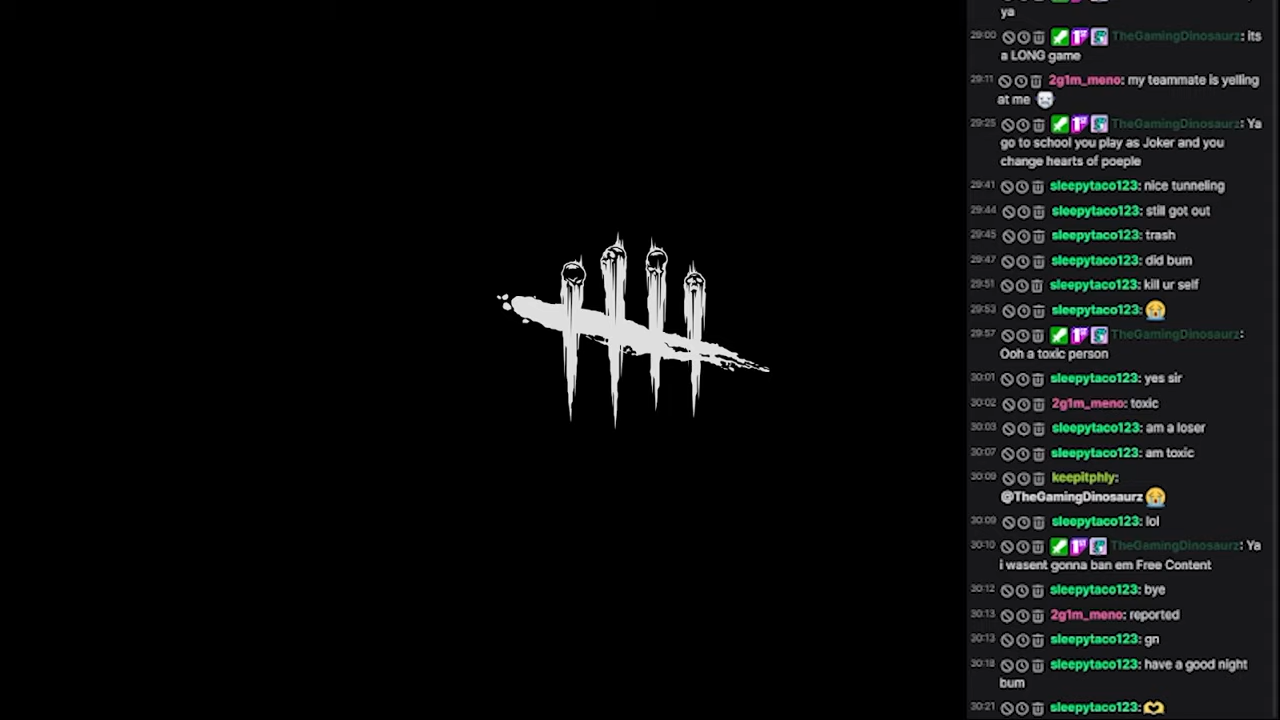 ya
29:00 TheGamingDinosaurz: its
a LONG game
29:11 2g1m_meno: my teammate is yelling
at me
29:25 TheGamingDinosaurz: Ya
go to school you play as Joker and you
change hearts of poeple
29:41 sleepytaco123: nice tunneling
29:44 sleepytaco123: still got out
29:45 sleepytaco123: trash
29:47 sleepytaco123: did bum
29:51 sleepytaco123: kill ur self
29:53 sleepytaco123: 😭
29:57 TheGamingDinosaurz:
Ooh a toxic person
30:01 sleepytaco123: yes sir
30:02 2g1m_meno: toxic
30:03 sleepytaco123: am a loser
30:07 sleepytaco123: am toxic
30:09 keepitphly:
@TheGamingDinosaurz 😭
30:09 sleepytaco123: lol
30:10 TheGamingDinosaurz: Ya
i wasent gonna ban em Free Content
30:12 sleepytaco123: bye
30:13 2g1m_meno: reported
30:13 sleepytaco123: gn
30:18 sleepytaco123: have a good night
bum
30:21 sleepytaco123: 🫶